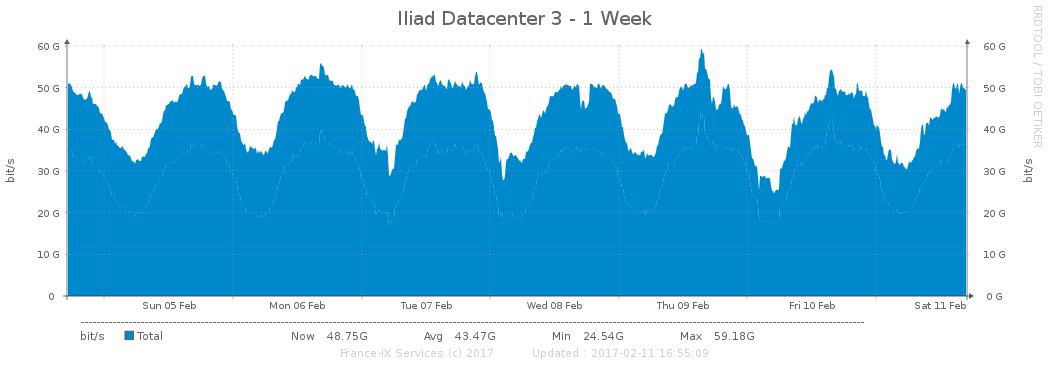 Iliad Datacenter 3 - 1 Week
RRDTOOL / TOBI OETIKER
60 G 60 G
50 G 50 G
40 G 40 G
30 G 30 G
20 G 20 G
10 G 10 G
0 0 G
bit/s bit/s
Sun 05 Feb Mon 06 Feb Tue 07 Feb Wed 08 Feb Thu 09 Feb Fri 10 Feb Sat 11 Feb
bit/s Total Now 48.75G Avg 43.47G Min 24.54G Max 59.18G
France-IX Services (c) 2017 Updated : 2017-02-11 16:55:09